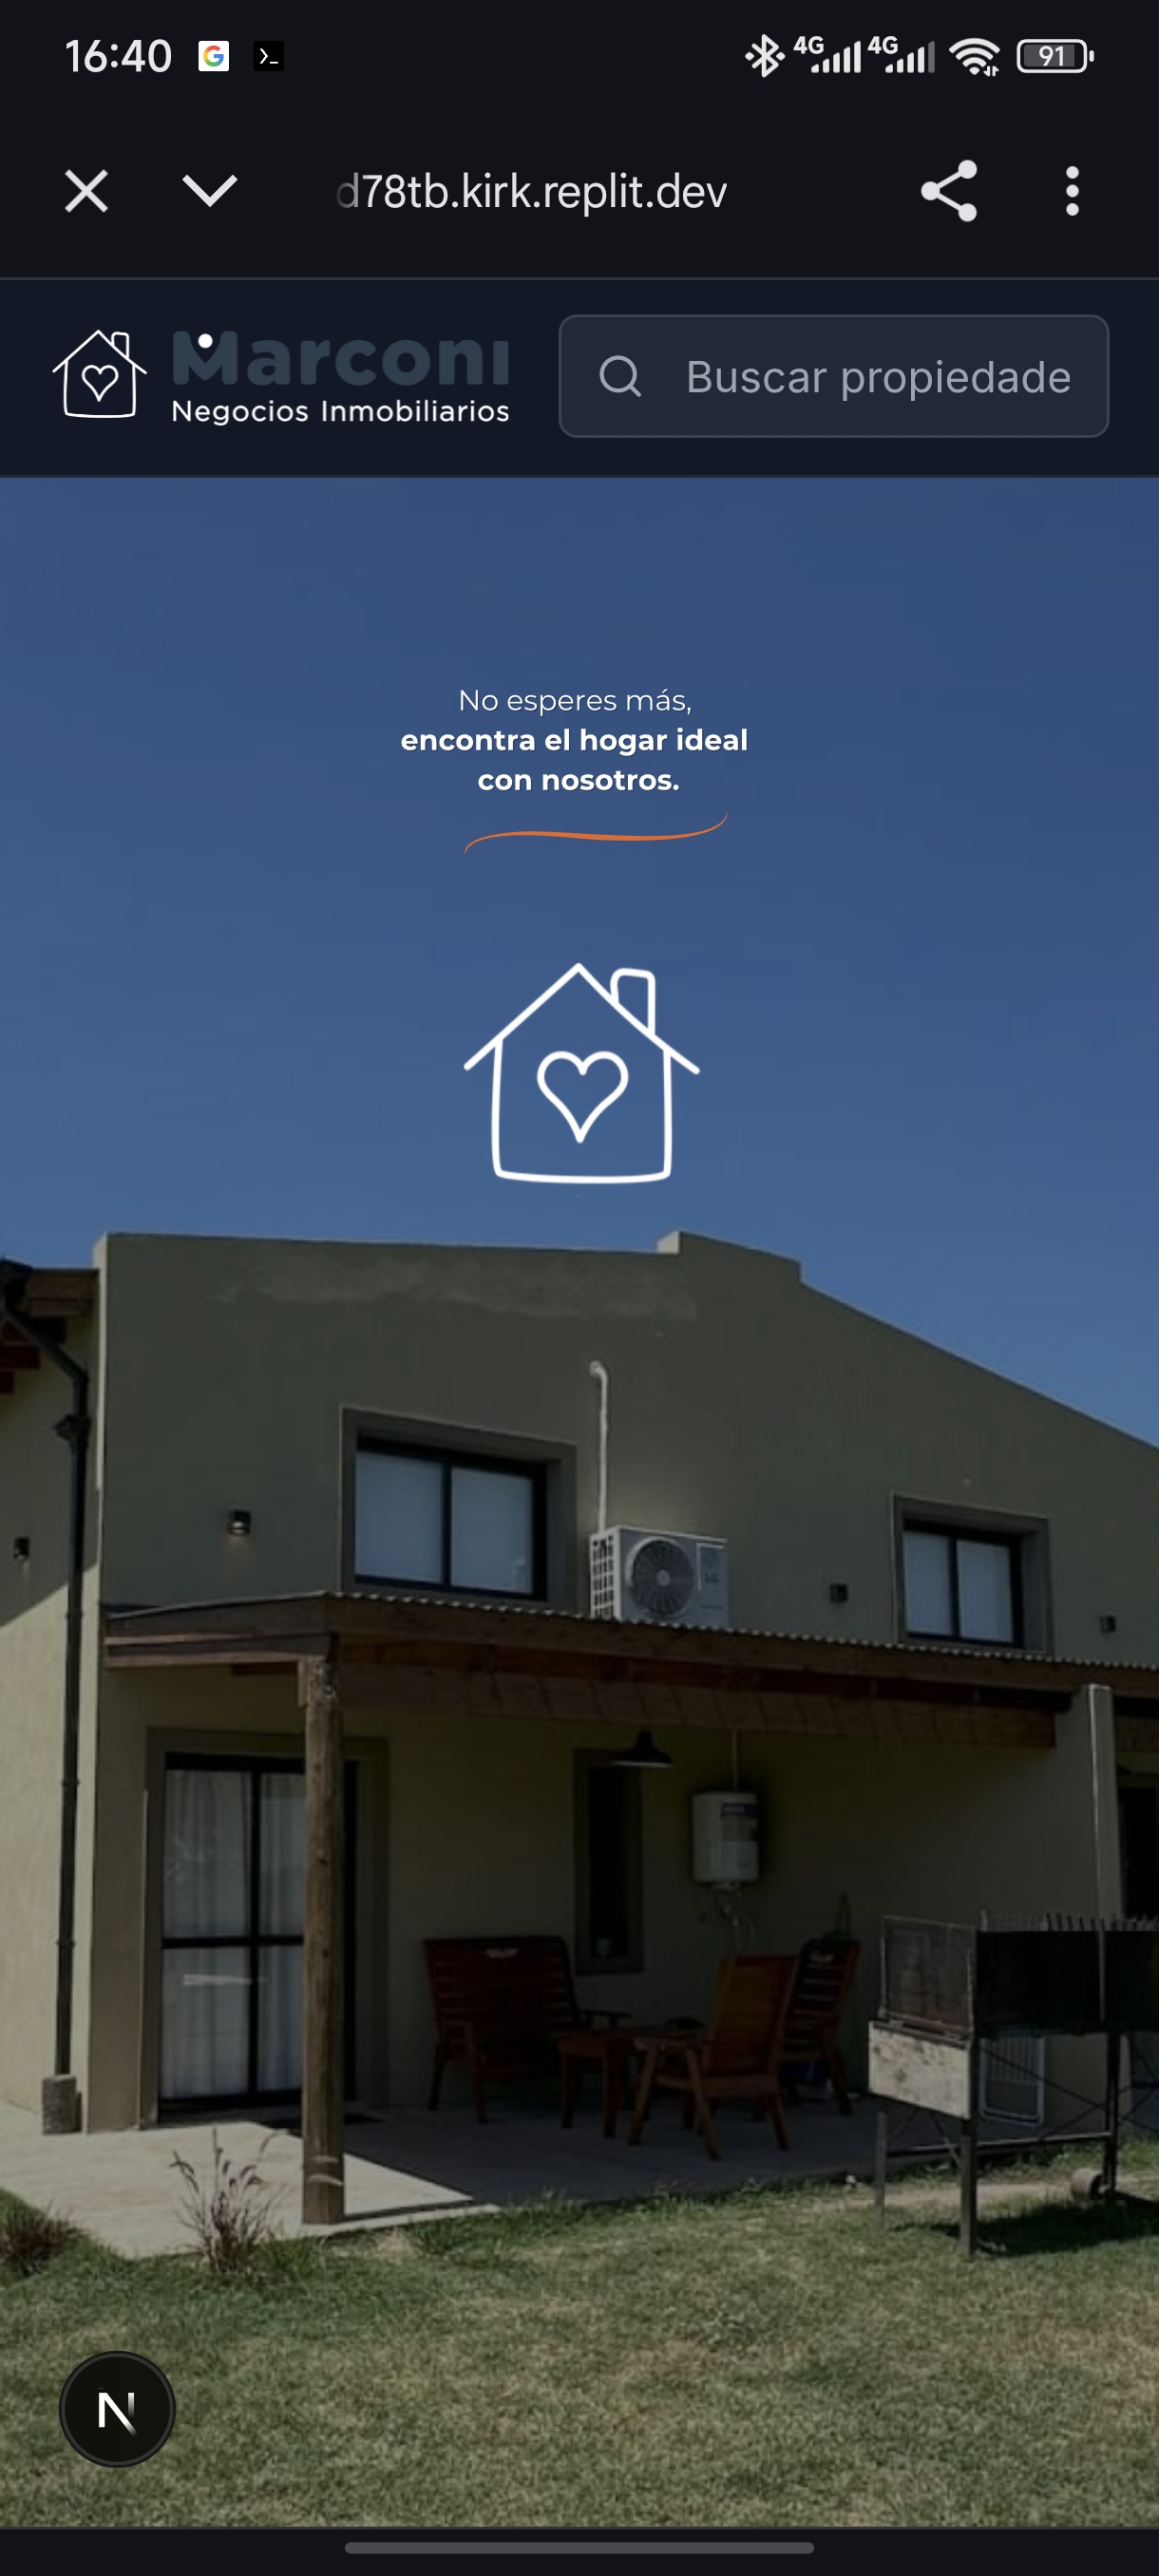 16:40
4G 4G 91
d78tb.kirk.replit.dev
Marconi
Negocios Inmobiliarios
Buscar propiedade
No esperes más,
encontra el hogar ideal
con nosotros.
N